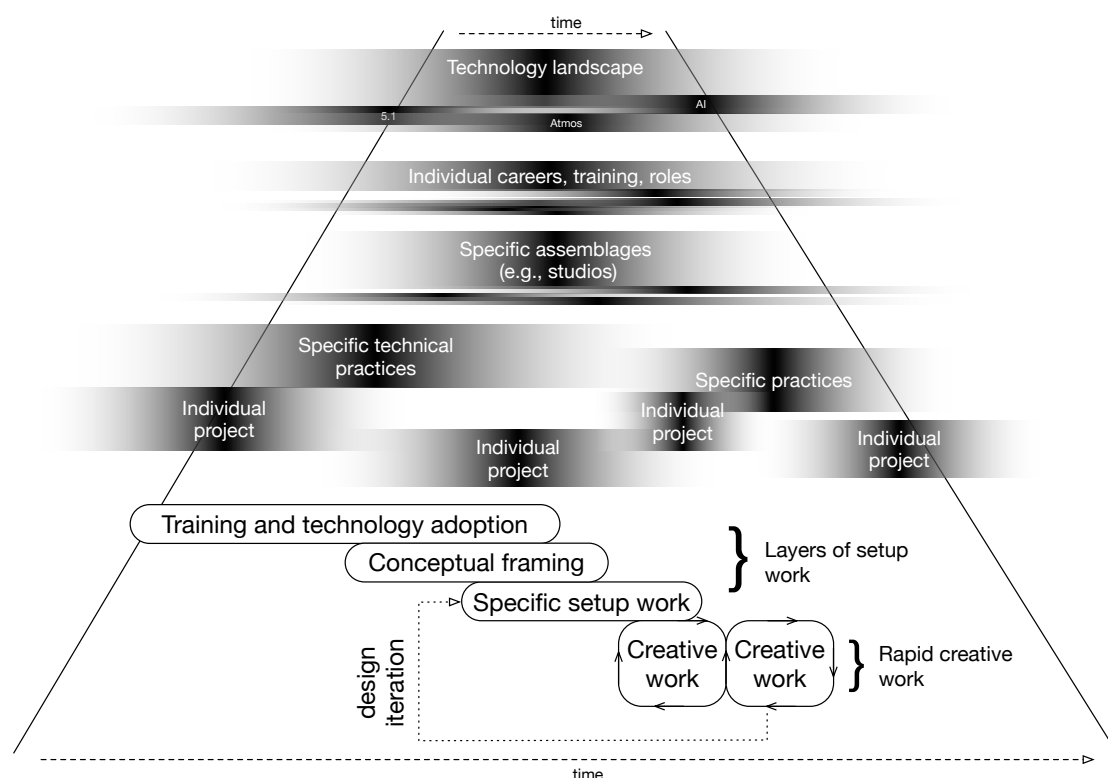 time
Technology landscape
AI
5.1
Atmos
Individual careers, training, roles
Specific assemblages
(e.g., studios)
Specific technical
practices
Specific practices
Individual
project
Individual
project
Individual
project
Individual
project
Training and technology adoption
Conceptual framing
Specific setup work
Layers of setup
work
Creative
work
Creative
work
Rapid creative
work
design
iteration
time